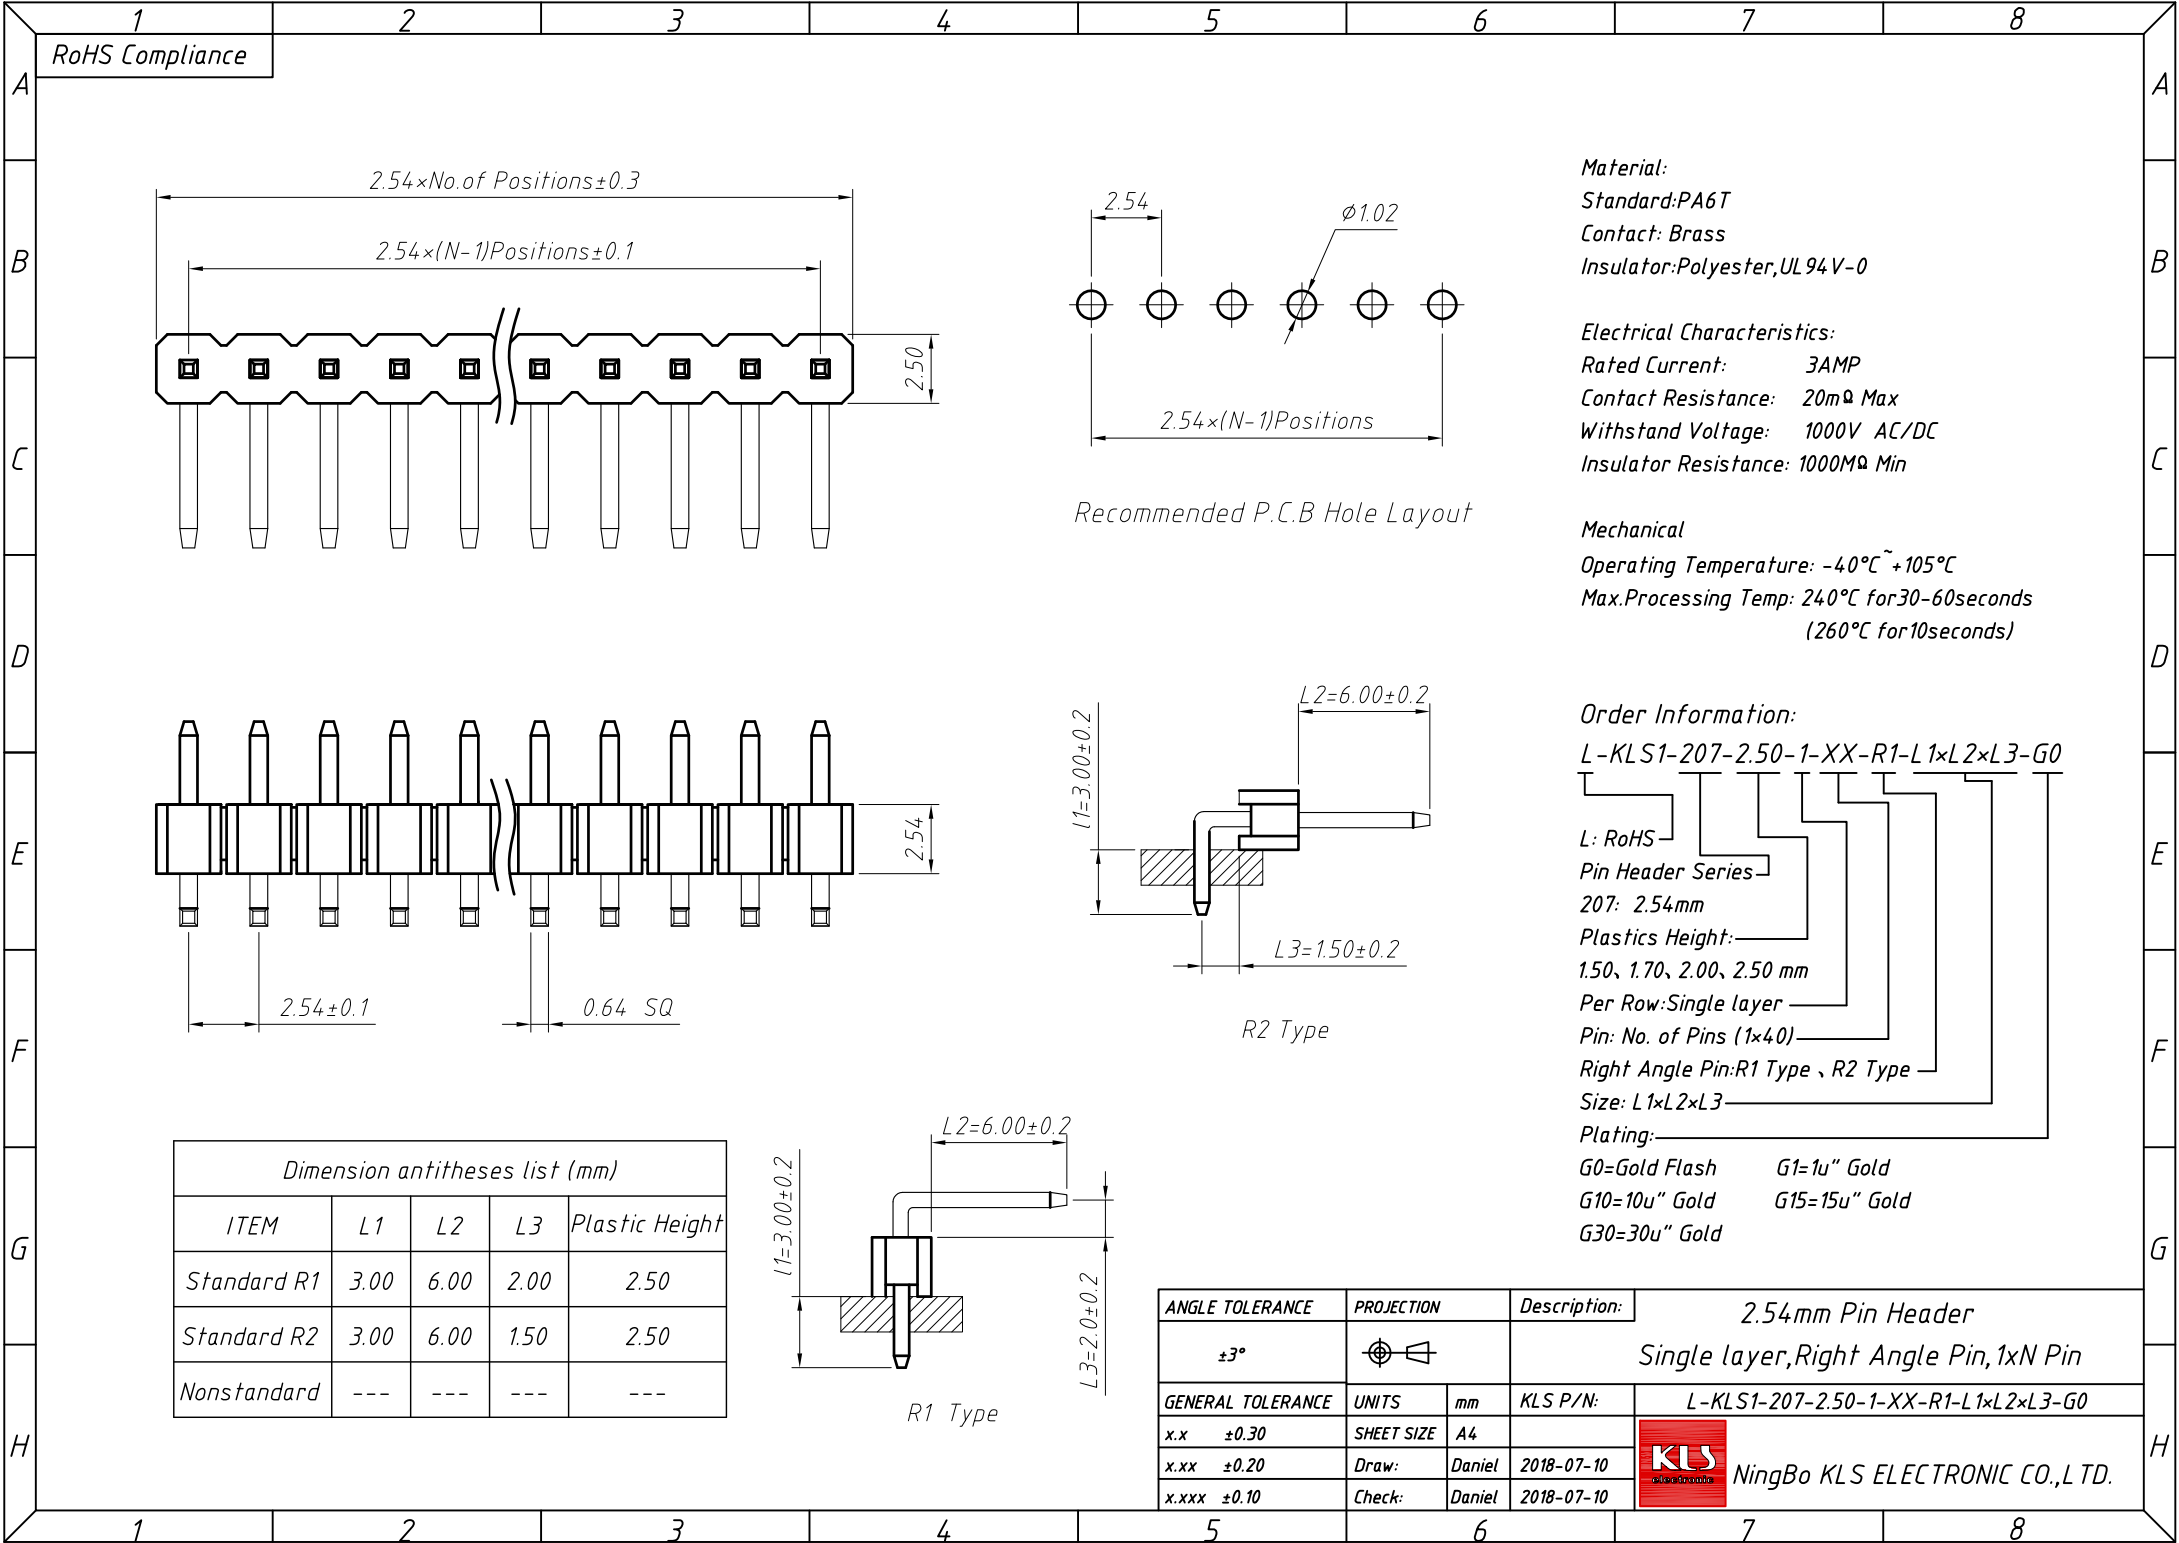 1 2 3 4 5 6 7 8
RoHS Compliance
A A
B B
C C
D D
E E
F F
G G
H H
2.54×No.of Positions±0.3
2.54×(N-1)Positions±0.1
2.50
2.54
ø1.02
2.54×(N-1)Positions
Recommended P.C.B Hole Layout
Material:
Standard:PA6T
Contact: Brass
Insulator:Polyester,UL94V-0
Electrical Characteristics:
Rated Current: 3AMP
Contact Resistance: 20mΩ Max
Withstand Voltage: 1000V AC/DC
Insulator Resistance: 1000MΩ Min
Mechanical
Operating Temperature: -40°C ~ +105°C
Max.Processing Temp: 240°C for30-60seconds
(260°C for10seconds)
2.54
2.54±0.1
0.64 SQ
L2=6.00±0.2
l1=3.00±0.2
L3=1.50±0.2
R2 Type
Order Information:
L-KLS1-207-2.50-1-XX-R1-L1×L2×L3-G0
L: RoHS
Pin Header Series
207: 2.54mm
Plastics Height:
1.50、1.70、2.00、2.50 mm
Per Row:Single layer
Pin: No. of Pins (1×40)
Right Angle Pin:R1 Type 、R2 Type
Size: L1×L2×L3
Plating:
G0=Gold Flash G1=1u" Gold
G10=10u" Gold G15=15u" Gold
G30=30u" Gold
Dimension antitheses list (mm)
ITEM L1 L2 L3 Plastic Height
Standard R1 3.00 6.00 2.00 2.50
Standard R2 3.00 6.00 1.50 2.50
Nonstandard --- --- --- ---
L2=6.00±0.2
l1=3.00±0.2
L3=2.0±0.2
R1 Type
ANGLE TOLERANCE PROJECTION Description: 2.54mm Pin Header
±3° Single layer,Right Angle Pin,1xN Pin
GENERAL TOLERANCE UNITS mm KLS P/N: L-KLS1-207-2.50-1-XX-R1-L1×L2×L3-G0
x.x ±0.30 SHEET SIZE A4
x.xx ±0.20 Draw: Daniel 2018-07-10
x.xxx ±0.10 Check: Daniel 2018-07-10
KLS
electronic
NingBo KLS ELECTRONIC CO.,LTD.
1 2 3 4 5 6 7 8